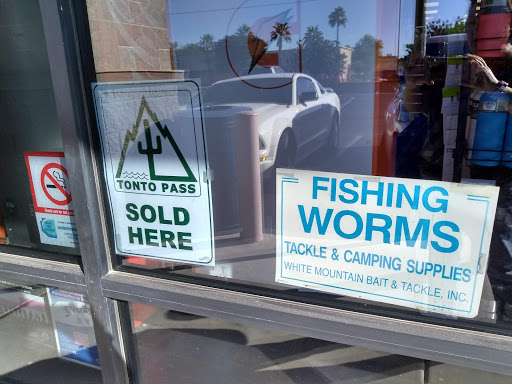 TONTO PASS
SOLD
HERE
FISHING
WORMS
TACKLE & CAMPING SUPPLIES
WHITE MOUNTAIN BAIT & TACKLE, INC.